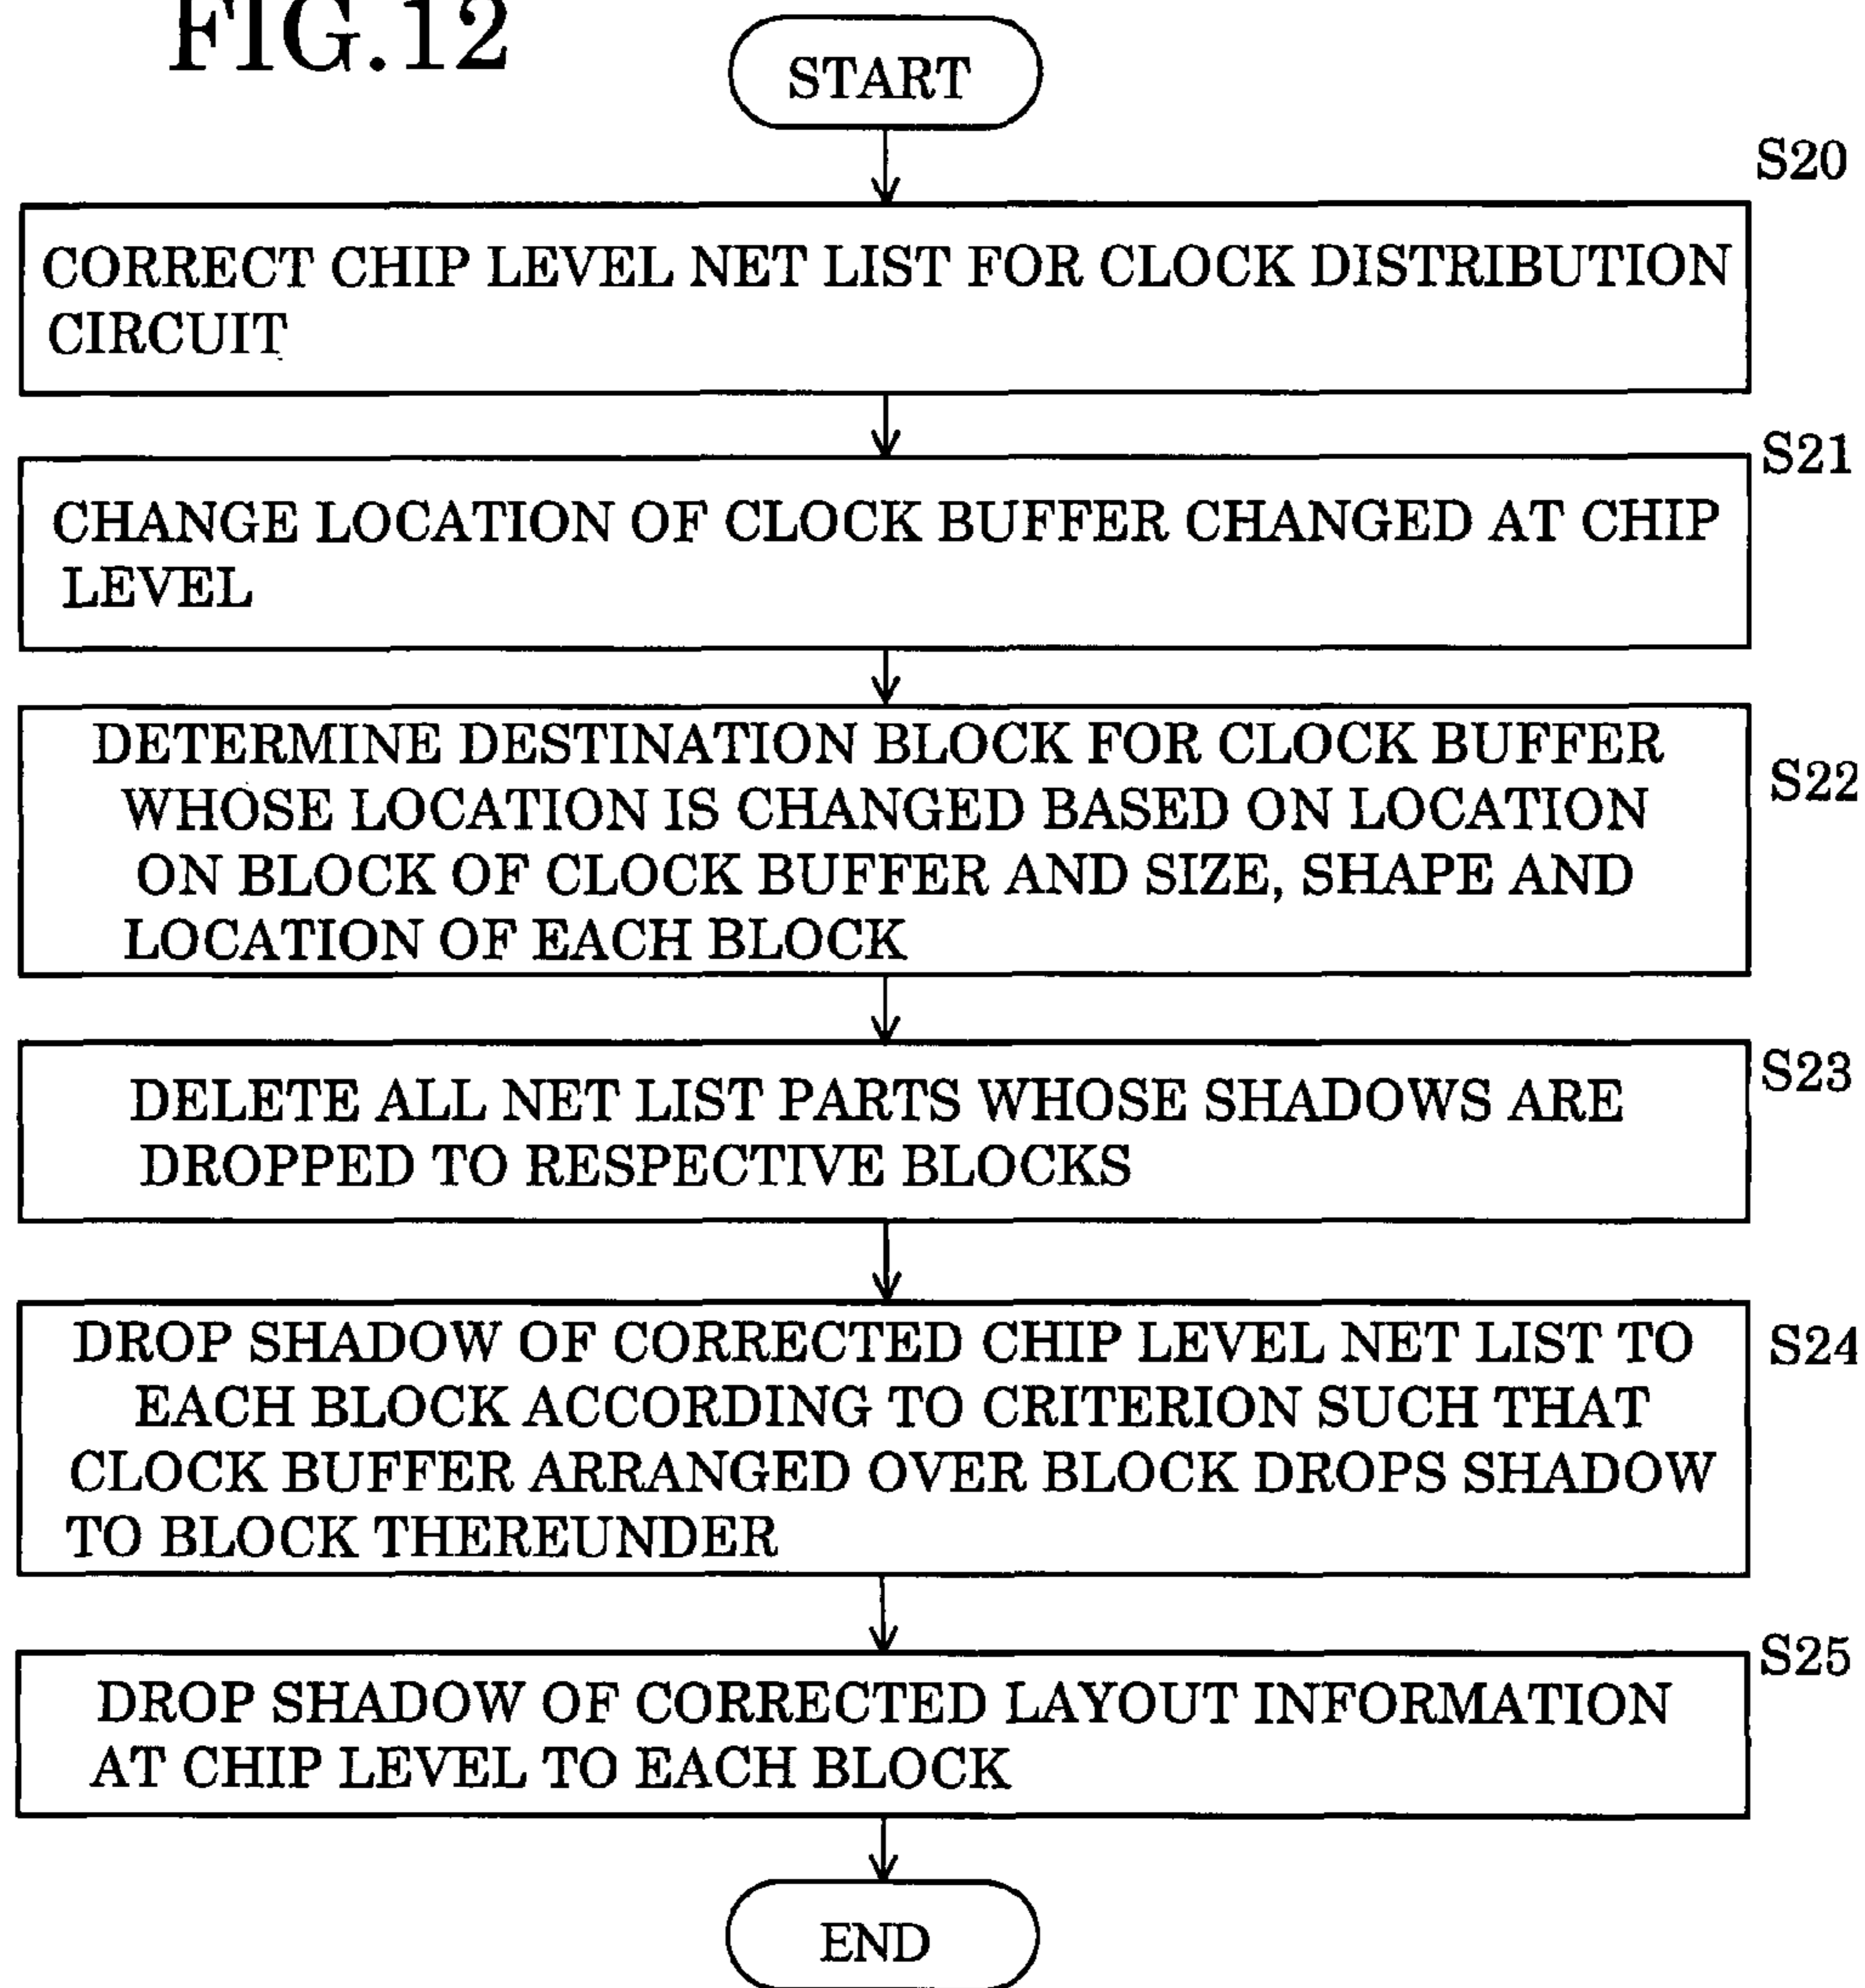 FIG.12
START
S20
CORRECT CHIP LEVEL NET LIST FOR CLOCK DISTRIBUTION
CIRCUIT
S21
CHANGE LOCATION OF CLOCK BUFFER CHANGED AT CHIP
LEVEL
S22
DETERMINE DESTINATION BLOCK FOR CLOCK BUFFER
WHOSE LOCATION IS CHANGED BASED ON LOCATION
ON BLOCK OF CLOCK BUFFER AND SIZE, SHAPE AND
LOCATION OF EACH BLOCK
S23
DELETE ALL NET LIST PARTS WHOSE SHADOWS ARE
DROPPED TO RESPECTIVE BLOCKS
S24
DROP SHADOW OF CORRECTED CHIP LEVEL NET LIST TO
EACH BLOCK ACCORDING TO CRITERION SUCH THAT
CLOCK BUFFER ARRANGED OVER BLOCK DROPS SHADOW
TO BLOCK THEREUNDER
S25
DROP SHADOW OF CORRECTED LAYOUT INFORMATION
AT CHIP LEVEL TO EACH BLOCK
END